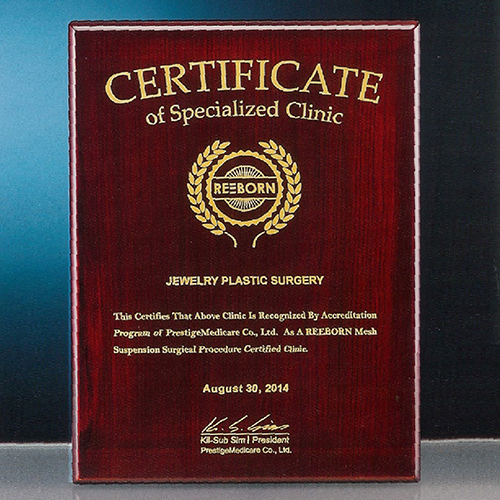 CERTIFICATE
of Specialized Clinic
REEBORN
JEWELRY PLASTIC SURGERY
This Certifies That Above Clinic Is Recognized By Accreditation
Program of PrestigeMedicare Co., Ltd. As A REEBORN Mesh
Suspension Surgical Procedure Certified Clinic.
August 30, 2014
K. S. Sim
Kil-Sub Sim | President
PrestigeMedicare Co., Ltd.